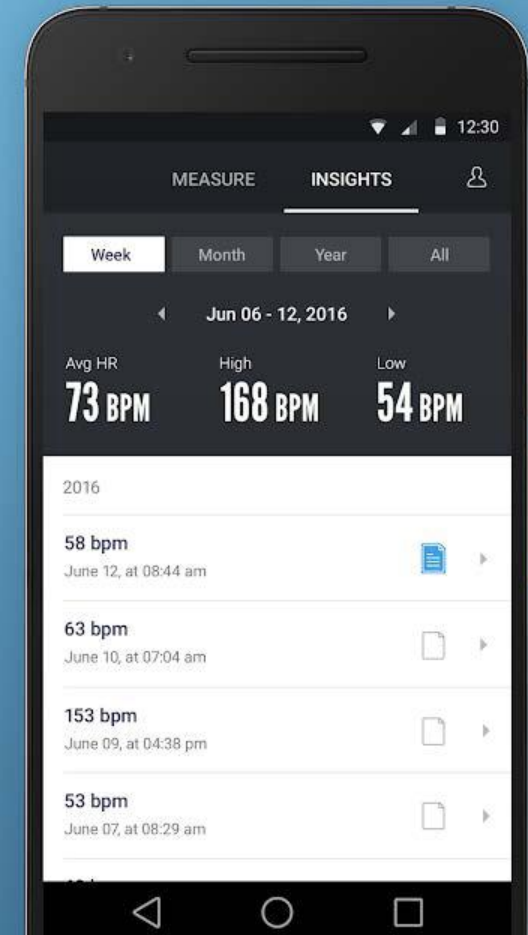 12:30
MEASURE INSIGHTS
Week Month Year All
Jun 06 - 12, 2016
Avg HR High Low
73 BPM 168 BPM 54 BPM
2016
58 bpm
June 12, at 08:44 am
63 bpm
June 10, at 07:04 am
153 bpm
June 09, at 04:38 pm
53 bpm
June 07, at 08:29 am